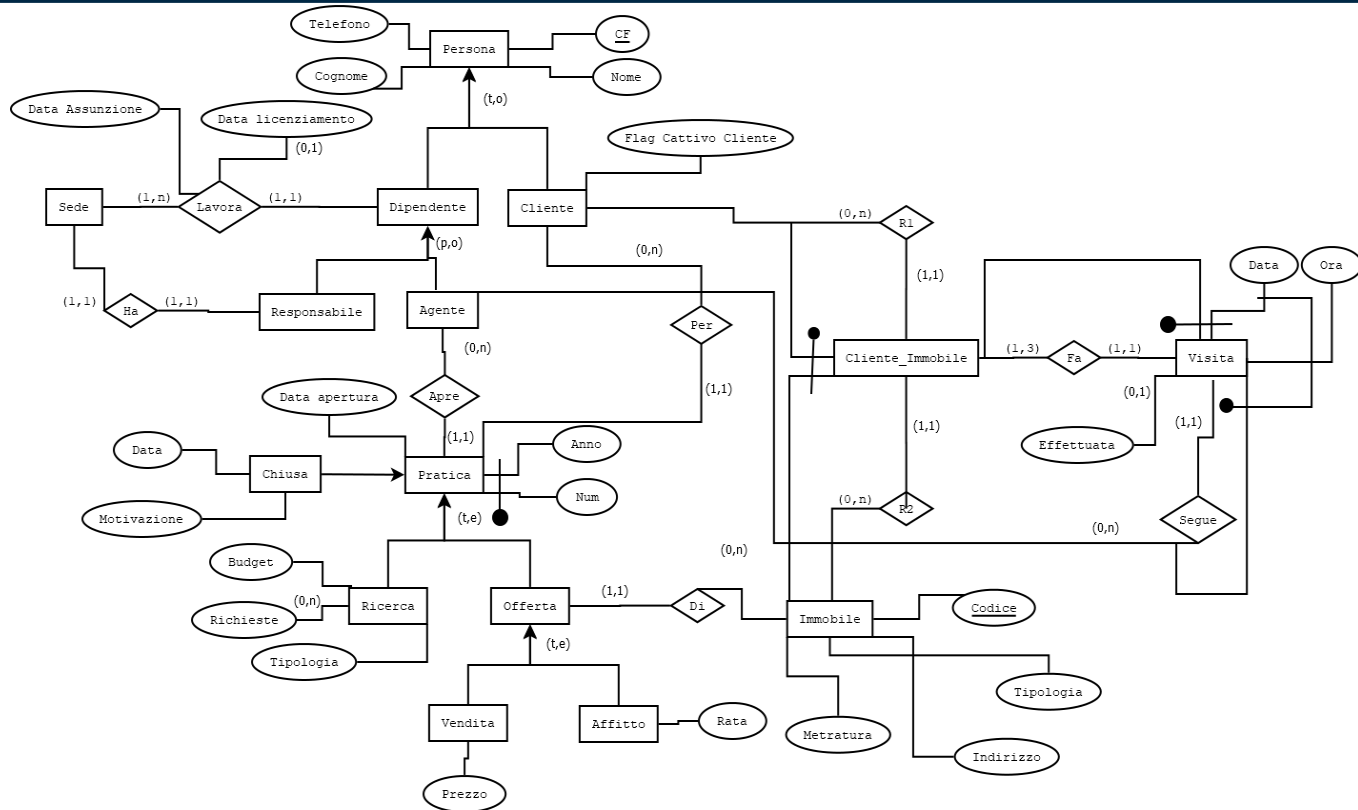 Telefono
CF
Persona
Cognome
Nome
(t,o)
Data Assunzione
Data licenziamento
(0,1)
Flag Cattivo Cliente
Sede
(1,n)
Lavora
(1,1)
Dipendente
Cliente
(0,n)
R1
(p,o)
(0,n)
Data
Ora
(1,1)
(1,1)
Ha
(1,1)
Responsabile
Agente
Per
(0,n)
Cliente_Immobile
(1,3)
Fa
(1,1)
Visita
Data apertura
Apre
(1,1)
(0,1)
(1,1)
(1,1)
(1,1)
Effettuata
Data
Anno
Chiusa
Pratica
Num
Motivazione
(t,e)
(0,n)
R2
Segue
(0,n)
(0,n)
Budget
(0,n)
Ricerca
Offerta
(1,1)
Di
Immobile
Codice
Richieste
Tipologia
(t,e)
Tipologia
Vendita
Affitto
Rata
Metratura
Indirizzo
Prezzo